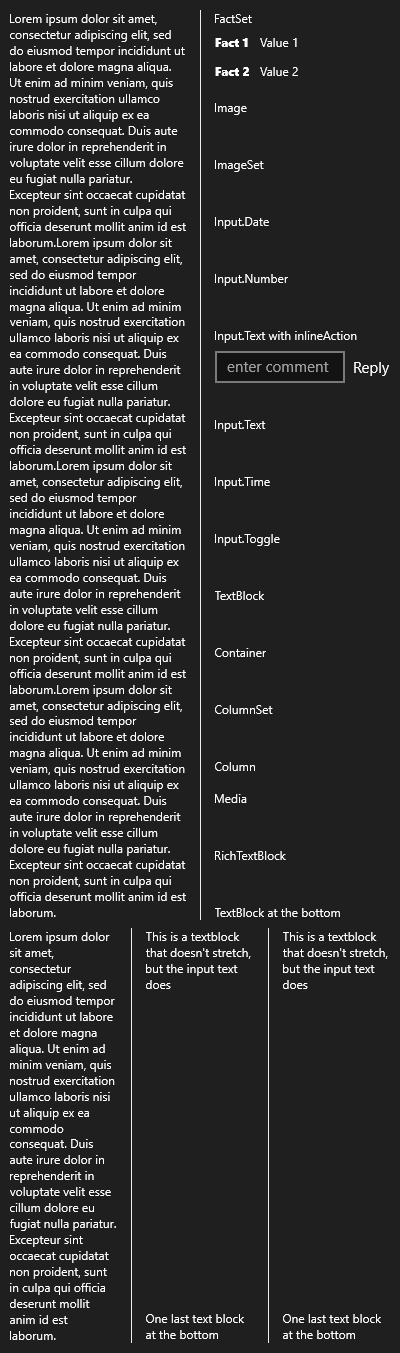 Lorem ipsum dolor sit amet,
consectetur adipiscing elit, sed
do eiusmod tempor incididunt ut
labore et dolore magna aliqua.
Ut enim ad minim veniam, quis
nostrud exercitation ullamco
laboris nisi ut aliquip ex ea
commodo consequat. Duis aute
irure dolor in reprehenderit in
voluptate velit esse cillum dolore
eu fugiat nulla pariatur.
Excepteur sint occaecat cupidatat
non proident, sunt in culpa qui
officia deserunt mollit anim id est
laborum.Lorem ipsum dolor sit
amet, consectetur adipiscing elit,
sed do eiusmod tempor
incididunt ut labore et dolore
magna aliqua. Ut enim ad minim
veniam, quis nostrud exercitation
ullamco laboris nisi ut aliquip ex
ea commodo consequat. Duis
aute irure dolor in reprehenderit
in voluptate velit esse cillum
dolore eu fugiat nulla pariatur.
Excepteur sint occaecat cupidatat
non proident, sunt in culpa qui
officia deserunt mollit anim id est
laborum.Lorem ipsum dolor sit
amet, consectetur adipiscing elit,
sed do eiusmod tempor
incididunt ut labore et dolore
magna aliqua. Ut enim ad minim
veniam, quis nostrud exercitation
ullamco laboris nisi ut aliquip ex
ea commodo consequat. Duis
aute irure dolor in reprehenderit
in voluptate velit esse cillum
dolore eu fugiat nulla pariatur.
Excepteur sint occaecat cupidatat
non proident, sunt in culpa qui
officia deserunt mollit anim id est
laborum.Lorem ipsum dolor sit
amet, consectetur adipiscing elit,
sed do eiusmod tempor
incididunt ut labore et dolore
magna aliqua. Ut enim ad minim
veniam, quis nostrud exercitation
ullamco laboris nisi ut aliquip ex
ea commodo consequat. Duis
aute irure dolor in reprehenderit
in voluptate velit esse cillum
dolore eu fugiat nulla pariatur.
Excepteur sint occaecat cupidatat
non proident, sunt in culpa qui
officia deserunt mollit anim id est
laborum.
FactSet
Fact 1 Value 1
Fact 2 Value 2
Image
ImageSet
Input.Date
Input.Number
Input.Text with inlineAction
enter comment Reply
Input.Text
Input.Time
Input.Toggle
TextBlock
Container
ColumnSet
Column
Media
RichTextBlock
TextBlock at the bottom
Lorem ipsum dolor
sit amet,
consectetur
adipiscing elit, sed
do eiusmod tempor
incididunt ut labore
et dolore magna
aliqua. Ut enim ad
minim veniam, quis
nostrud exercitation
ullamco laboris nisi
ut aliquip ex ea
commodo
consequat. Duis
aute irure dolor in
reprehenderit in
voluptate velit esse
cillum dolore eu
fugiat nulla pariatur.
Excepteur sint
occaecat cupidatat
non proident, sunt
in culpa qui officia
deserunt mollit
anim id est
laborum.
This is a textblock
that doesn't stretch,
but the input text
does
One last text block
at the bottom
This is a textblock
that doesn't stretch,
but the input text
does
One last text block
at the bottom